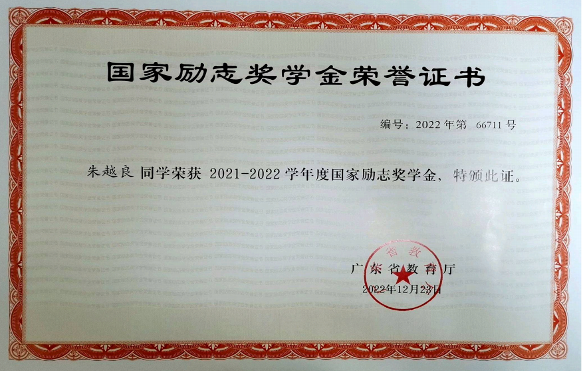 国家励志奖学金荣誉证书
编号：2022年第 66711号
朱越良 同学荣获 2021-2022 学年度国家励志奖学金，特颁此证。
广东省教育厅
2022年12月23日